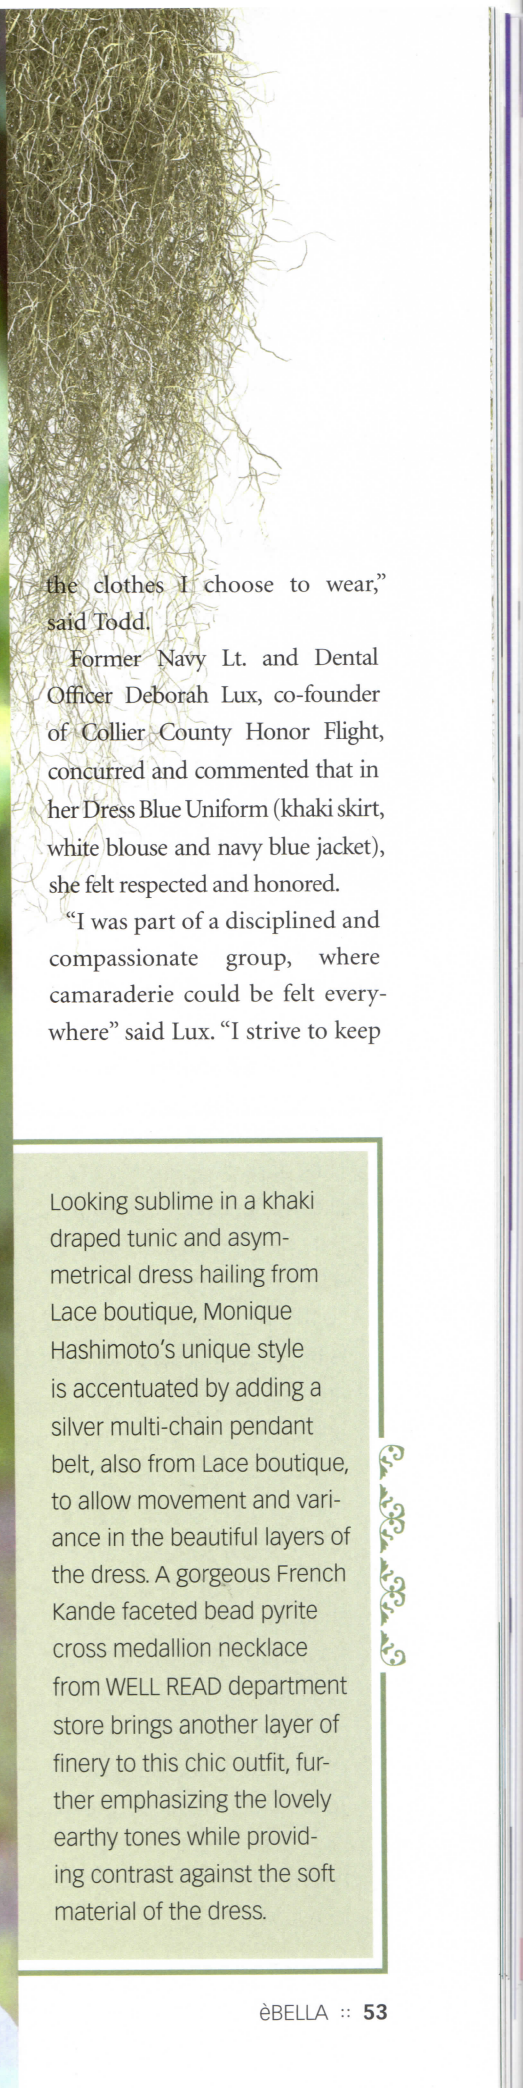 the clothes I choose to wear,”
said Todd.
Former Navy Lt. and Dental
Officer Deborah Lux, co-founder
of Collier County Honor Flight,
concurred and commented that in
her Dress Blue Uniform (khaki skirt,
white blouse and navy blue jacket),
she felt respected and honored.
“I was part of a disciplined and
compassionate group, where
camaraderie could be felt every-
where” said Lux. “I strive to keep
Looking sublime in a khaki
draped tunic and asym-
metrical dress hailing from
Lace boutique, Monique
Hashimoto’s unique style
is accentuated by adding a
silver multi-chain pendant
belt, also from Lace boutique,
to allow movement and vari-
ance in the beautiful layers of
the dress. A gorgeous French
Kande faceted bead pyrite
cross medallion necklace
from WELL READ department
store brings another layer of
finery to this chic outfit, fur-
ther emphasizing the lovely
earthy tones while provid-
ing contrast against the soft
material of the dress.
èBELLA :: 53